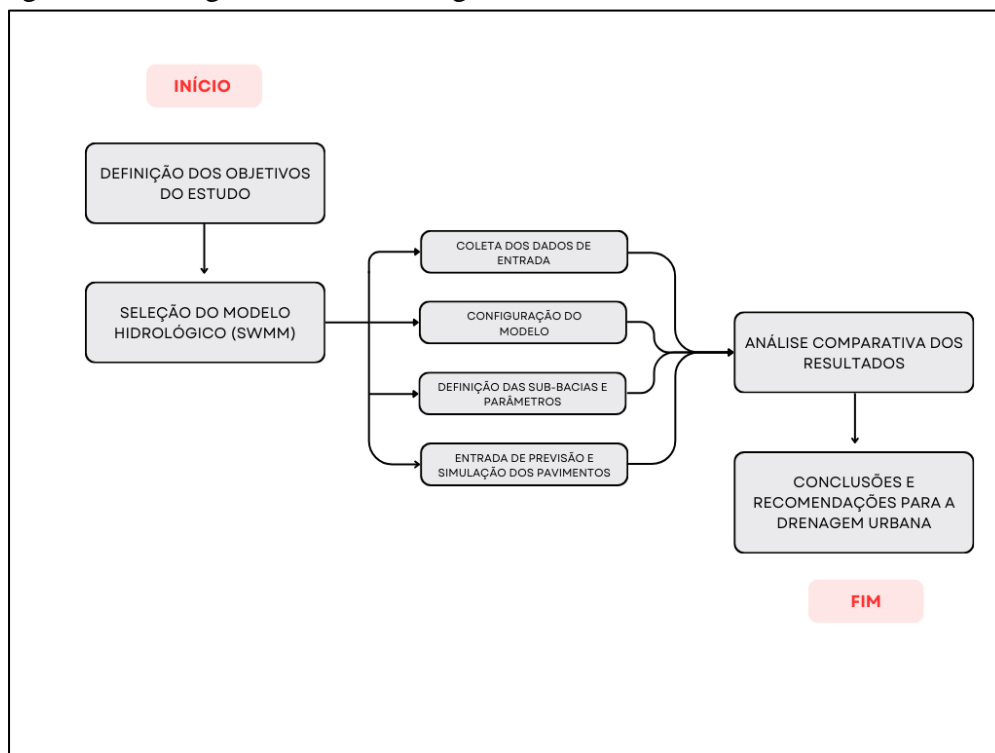 INÍCIO
DEFINIÇÃO DOS OBJETIVOS
DO ESTUDO
SELEÇÃO DO MODELO
HIDROLÓGICO (SWMM)
COLETA DOS DADOS DE
ENTRADA
CONFIGURAÇÃO DO
MODELO
DEFINIÇÃO DAS SUB-BACIAS E
PARÂMETROS
ENTRADA DE PREVISÃO E
SIMULAÇÃO DOS PAVIMENTOS
ANÁLISE COMPARATIVA DOS
RESULTADOS
CONCLUSÕES E
RECOMENDAÇÕES PARA A
DRENAGEM URBANA
FIM